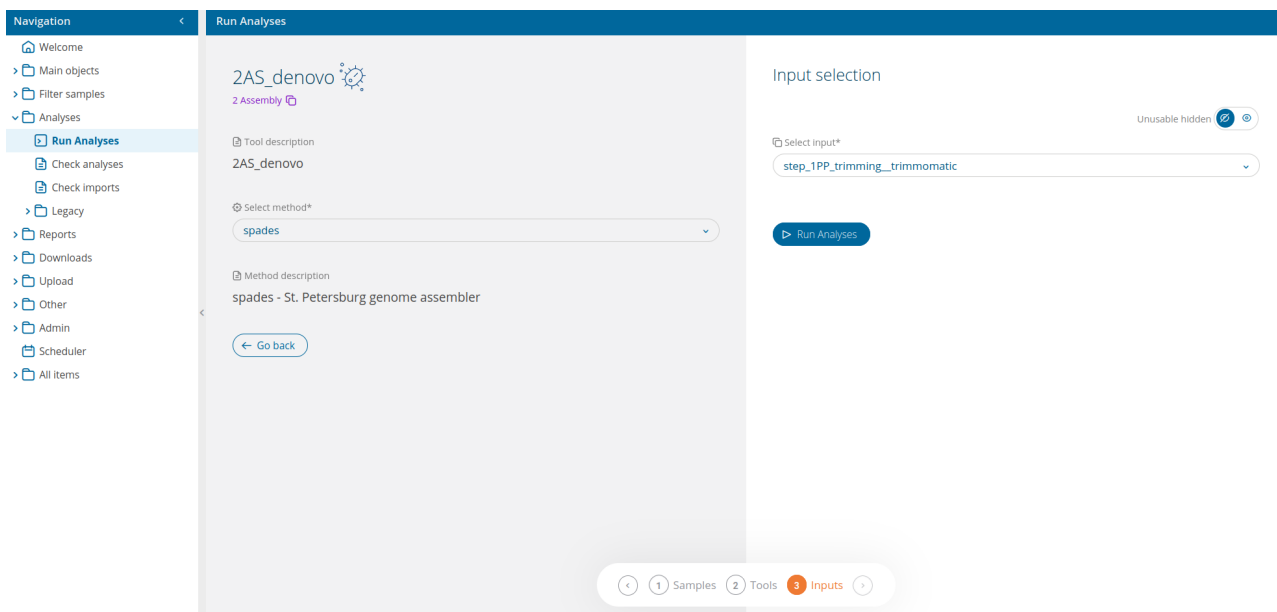 Navigation
Welcome
Main objects
Filter samples
Analyses
Run Analyses
Check analyses
Check imports
Legacy
Reports
Downloads
Upload
Other
Admin
Scheduler
All items
Run Analyses
2AS_denovo
2 Assembly
Tool description
2AS_denovo
Select method*
spades
Method description
spades - St. Petersburg genome assembler
Go back
Input selection
Unusable hidden
Select input*
step_1PP_trimming__trimmomatic
Run Analyses
1 Samples 2 Tools 3 Inputs